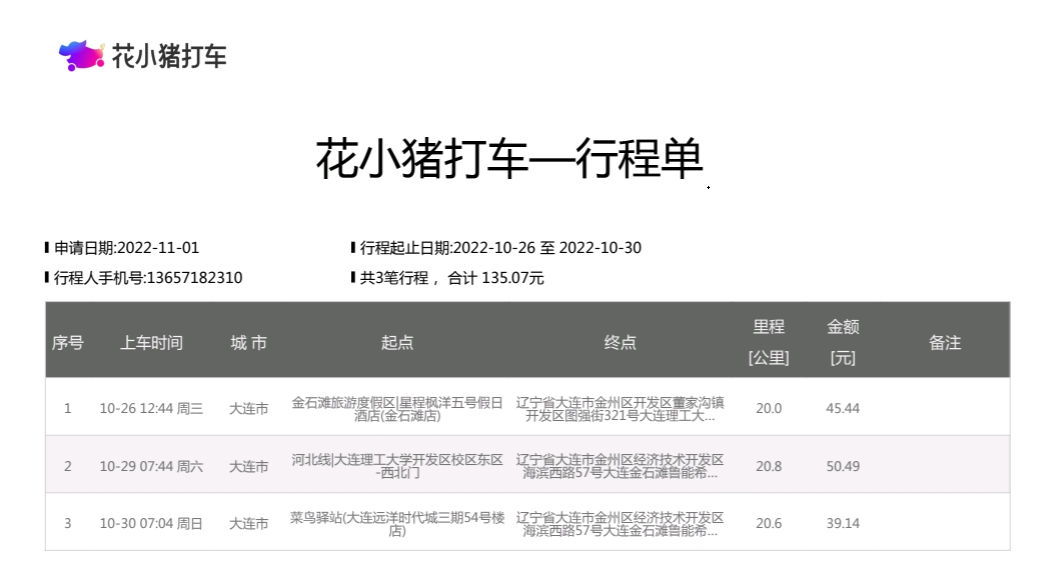 花小猪打车
花小猪打车—行程单
申请日期:2022-11-01 行程起止日期:2022-10-26 至 2022-10-30
行程人手机号:13657182310 共3笔行程 ，合计 135.07元
序号 上车时间 城市 起点 终点 里程 [公里] 金额 [元] 备注
1 10-26 12:44 周三 大连市 金石滩旅游度假区|星程枫洋五号假日 辽宁省大连市金州区开发区董家沟镇 20.0 45.44
酒店(金石滩店) 开发区图强街321号大连理工大...
2 10-29 07:44 周六 大连市 河北线|大连理工大学开发区校区东区 辽宁省大连市金州区经济技术开发区 20.8 50.49
-西北门 海滨西路57号大连金石滩鲁能希...
3 10-30 07:04 周日 大连市 菜鸟驿站(大连远洋时代城三期54号楼 辽宁省大连市金州区经济技术开发区 20.6 39.14
店) 海滨西路57号大连金石滩鲁能希...